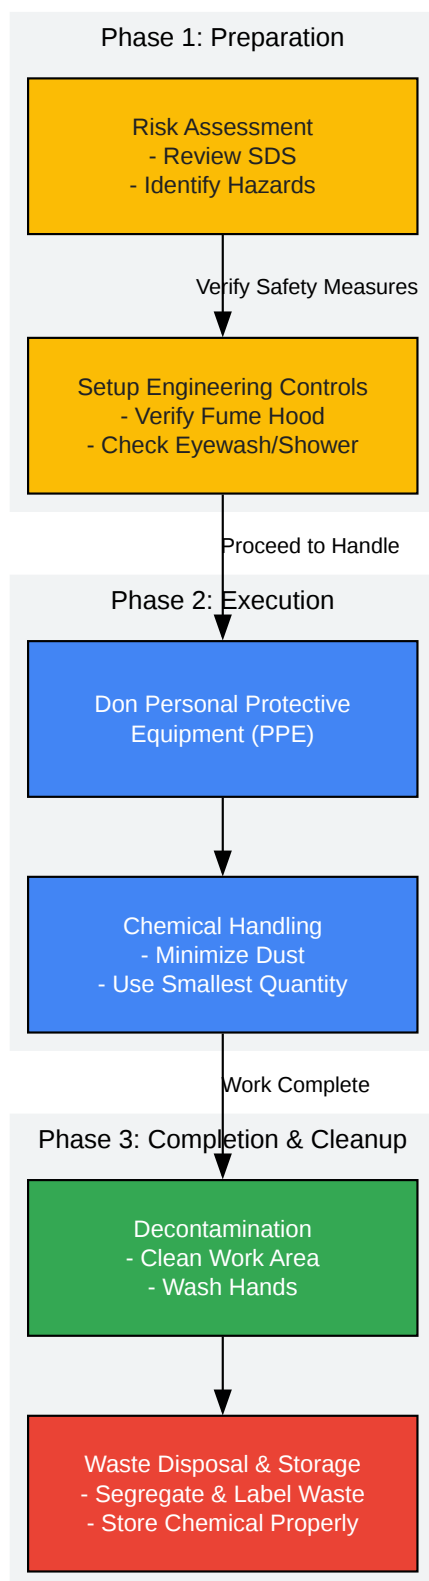 Phase 1: Preparation
Risk Assessment
- Review SDS
- Identify Hazards
Verify Safety Measures
Setup Engineering Controls
- Verify Fume Hood
- Check Eyewash/Shower
Proceed to Handle
Phase 2: Execution
Don Personal Protective
Equipment (PPE)
Chemical Handling
- Minimize Dust
- Use Smallest Quantity
Work Complete
Phase 3: Completion & Cleanup
Decontamination
- Clean Work Area
- Wash Hands
Waste Disposal & Storage
- Segregate & Label Waste
- Store Chemical Properly